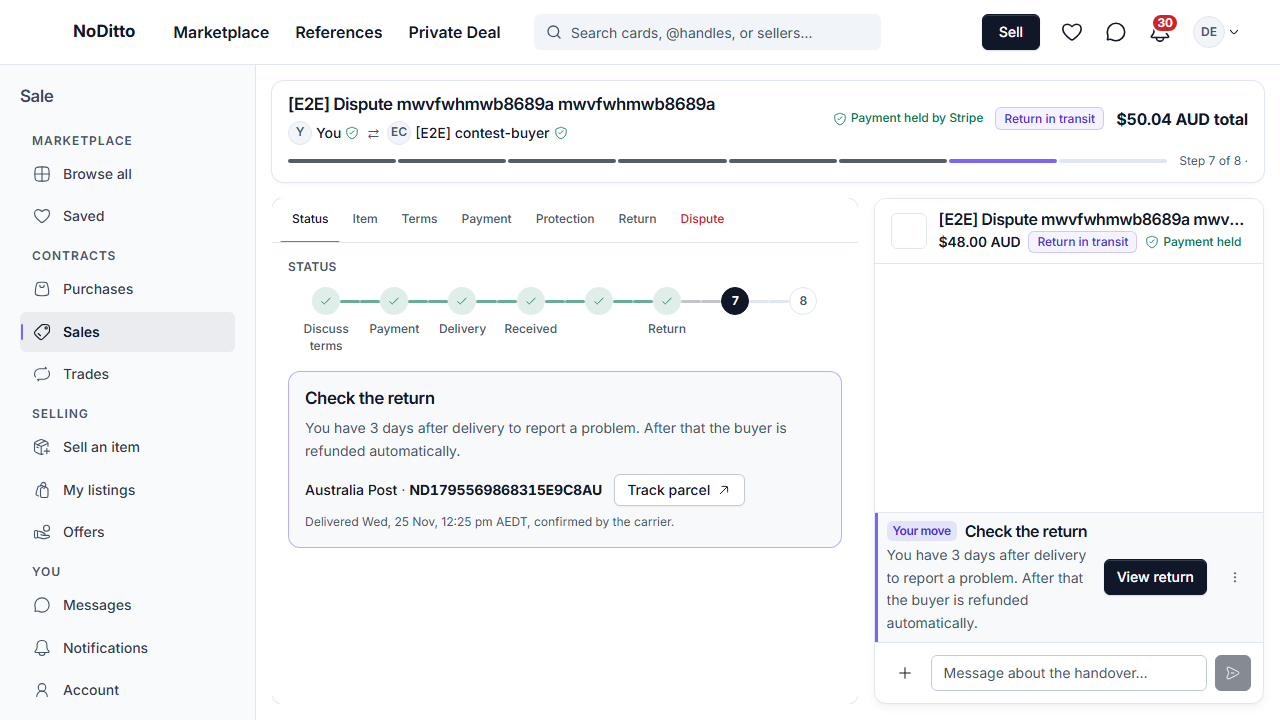 NoDitto
Marketplace
References
Private Deal
Search cards, @handles, or sellers...
Sell
30
DE
Sale
MARKETPLACE
Browse all
Saved
CONTRACTS
Purchases
Sales
Trades
SELLING
Sell an item
My listings
Offers
YOU
Messages
Notifications
Account
[E2E] Dispute mwvfwhmwb8689a mwvfwhmwb8689a
Y You EC [E2E] contest-buyer
Payment held by Stripe
Return in transit
$50.04 AUD total
Step 7 of 8 ·
Status
Item
Terms
Payment
Protection
Return
Dispute
STATUS
7
8
Discuss terms
Payment
Delivery
Received
Return
Check the return
You have 3 days after delivery to report a problem. After that the buyer is
refunded automatically.
Australia Post · ND1795569868315E9C8AU
Track parcel
Delivered Wed, 25 Nov, 12:25 pm AEDT, confirmed by the carrier.
[E2E] Dispute mwvfwhmwb8689a mwv...
$48.00 AUD
Return in transit
Payment held
Your move
Check the return
You have 3 days after delivery
to report a problem. After that
the buyer is refunded
automatically.
View return
Message about the handover...